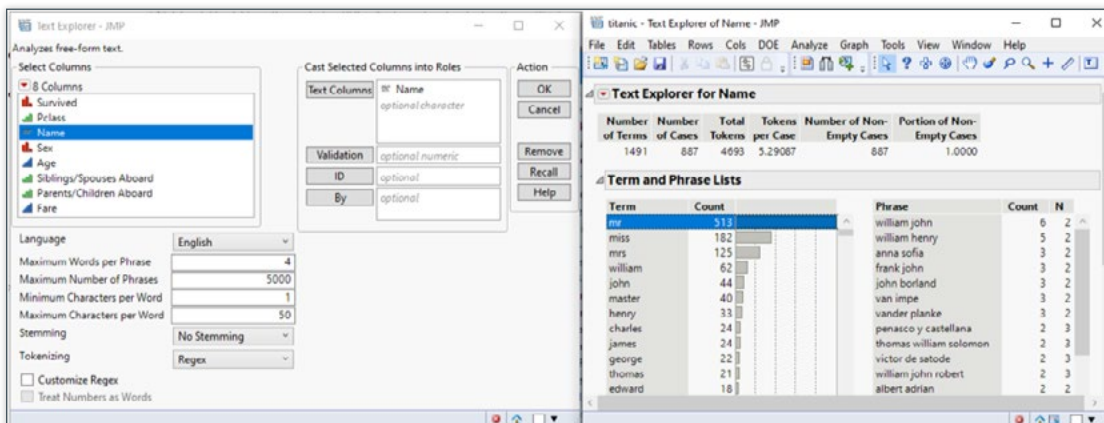 Text Explorer - JMP
Analyzes free-form text.
Select Columns
8 Columns
Survived
Pclass
Name
Sex
Age
Siblings/Spouses Aboard
Parents/Children Aboard
Fare
Cast Selected Columns into Roles
Text Columns Name
optional character
Validation optional numeric
ID optional
By optional
Action
OK
Cancel
Remove
Recall
Help
Language English
Maximum Words per Phrase 4
Maximum Number of Phrases 5000
Minimum Characters per Word 1
Maximum Characters per Word 50
Stemming No Stemming
Tokenizing Regex
Customize Regex
Treat Numbers as Words
titanic - Text Explorer of Name - JMP
File Edit Tables Rows Cols DOE Analyze Graph Tools View Window Help
Text Explorer for Name
Number Number Total Tokens Number of Non- Portion of Non-
of Terms of Cases Tokens per Case Empty Cases Empty Cases
1491 887 4693 5.29087 887 1.0000
Term and Phrase Lists
Term Count Phrase Count N
mr 513 william john 6 2
miss 182 william henry 5 2
mrs 125 anna sofia 3 2
william 62 frank john 3 2
john 44 john borland 3 2
master 40 van impe 3 2
henry 33 vander planke 3 2
charles 24 penasco y castellana 2 3
james 24 thomas william solomon 2 3
george 22 victor de satode 2 3
thomas 21 william john robert 2 3
edward 18 albert adrian 2 2